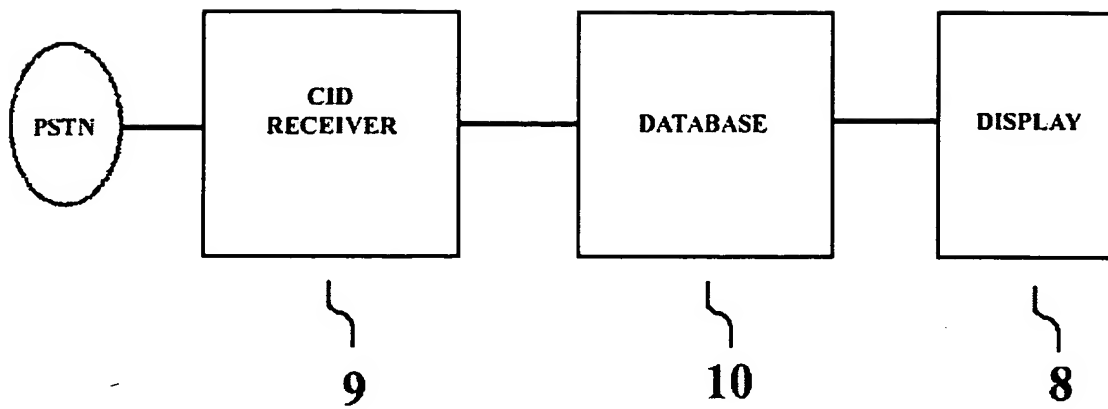 PSTN
CID
RECEIVER
DATABASE
DISPLAY
9
10
8